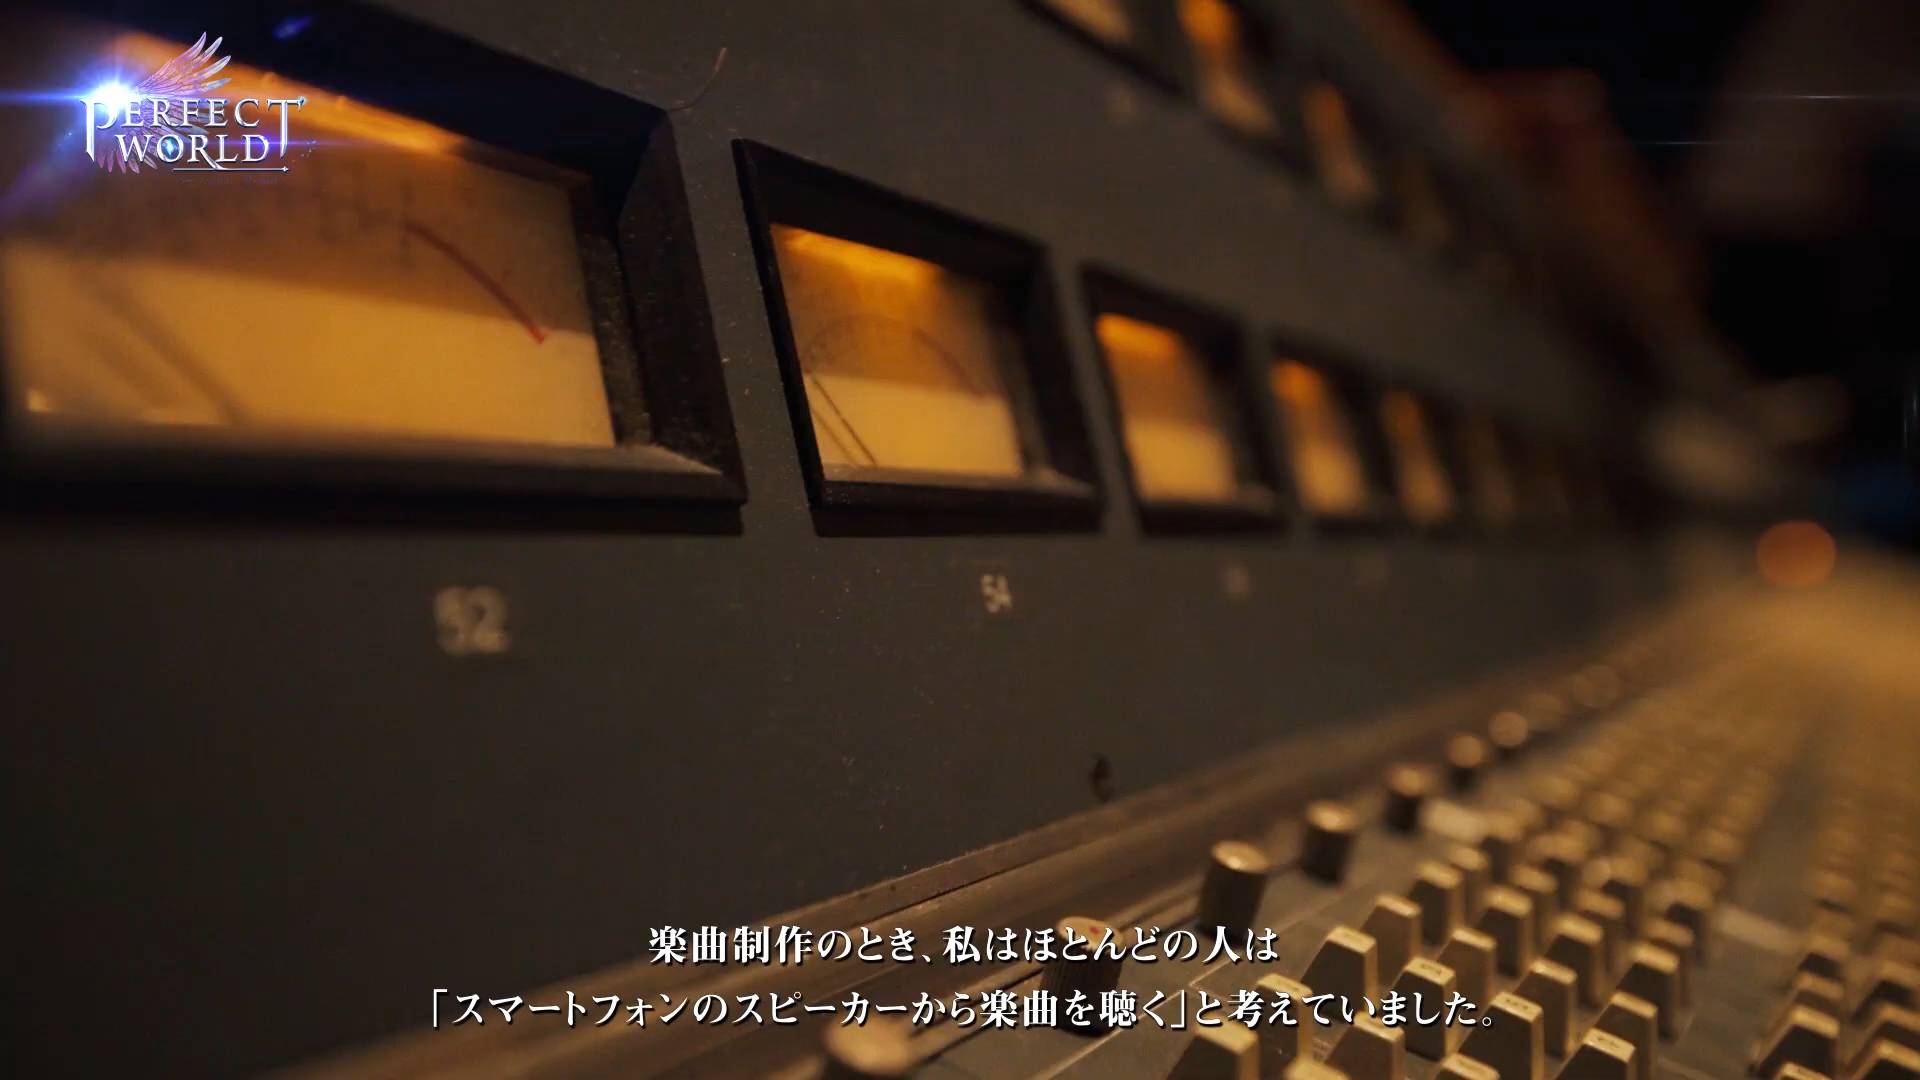 PERFECT
WORLD
52
54
楽曲制作のとき、私はほとんどの人は
「スマートフォンのスピーカーから楽曲を聴く」と考えていました。